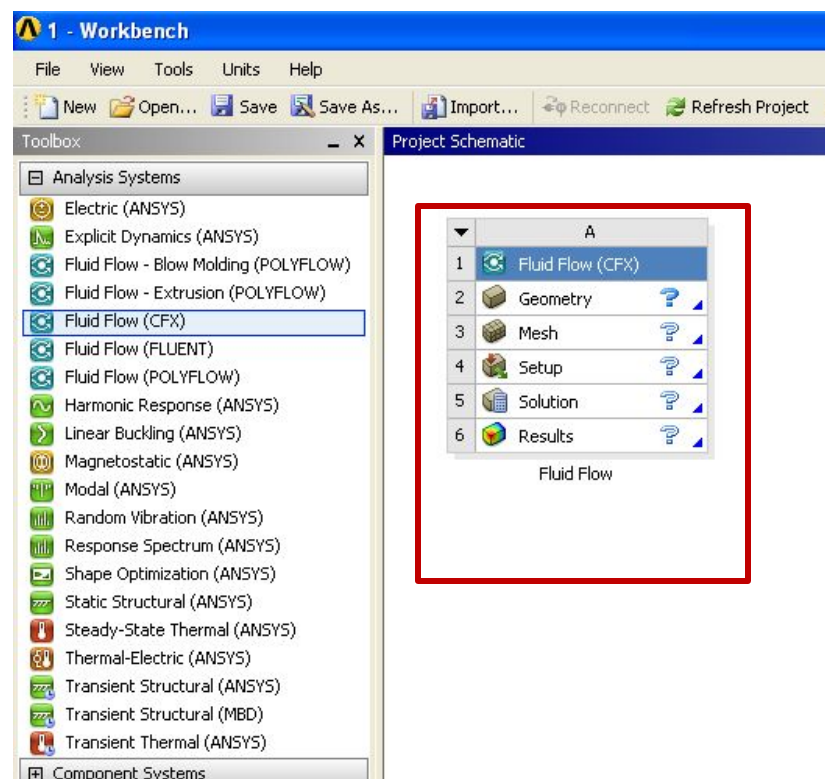 1 - Workbench
File View Tools Units Help
New Open... Save Save As... Import... Reconnect Refresh Project
Toolbox
Project Schematic
Analysis Systems
Electric (ANSYS)
Explicit Dynamics (ANSYS)
Fluid Flow - Blow Molding (POLYFLOW)
Fluid Flow - Extrusion (POLYFLOW)
Fluid Flow (CFX)
Fluid Flow (FLUENT)
Fluid Flow (POLYFLOW)
Harmonic Response (ANSYS)
Linear Buckling (ANSYS)
Magnetostatic (ANSYS)
Modal (ANSYS)
Random Vibration (ANSYS)
Response Spectrum (ANSYS)
Shape Optimization (ANSYS)
Static Structural (ANSYS)
Steady-State Thermal (ANSYS)
Thermal-Electric (ANSYS)
Transient Structural (ANSYS)
Transient Structural (MBD)
Transient Thermal (ANSYS)
Component Systems
A
1 Fluid Flow (CFX)
2 Geometry ?
3 Mesh ?
4 Setup ?
5 Solution ?
6 Results ?
Fluid Flow